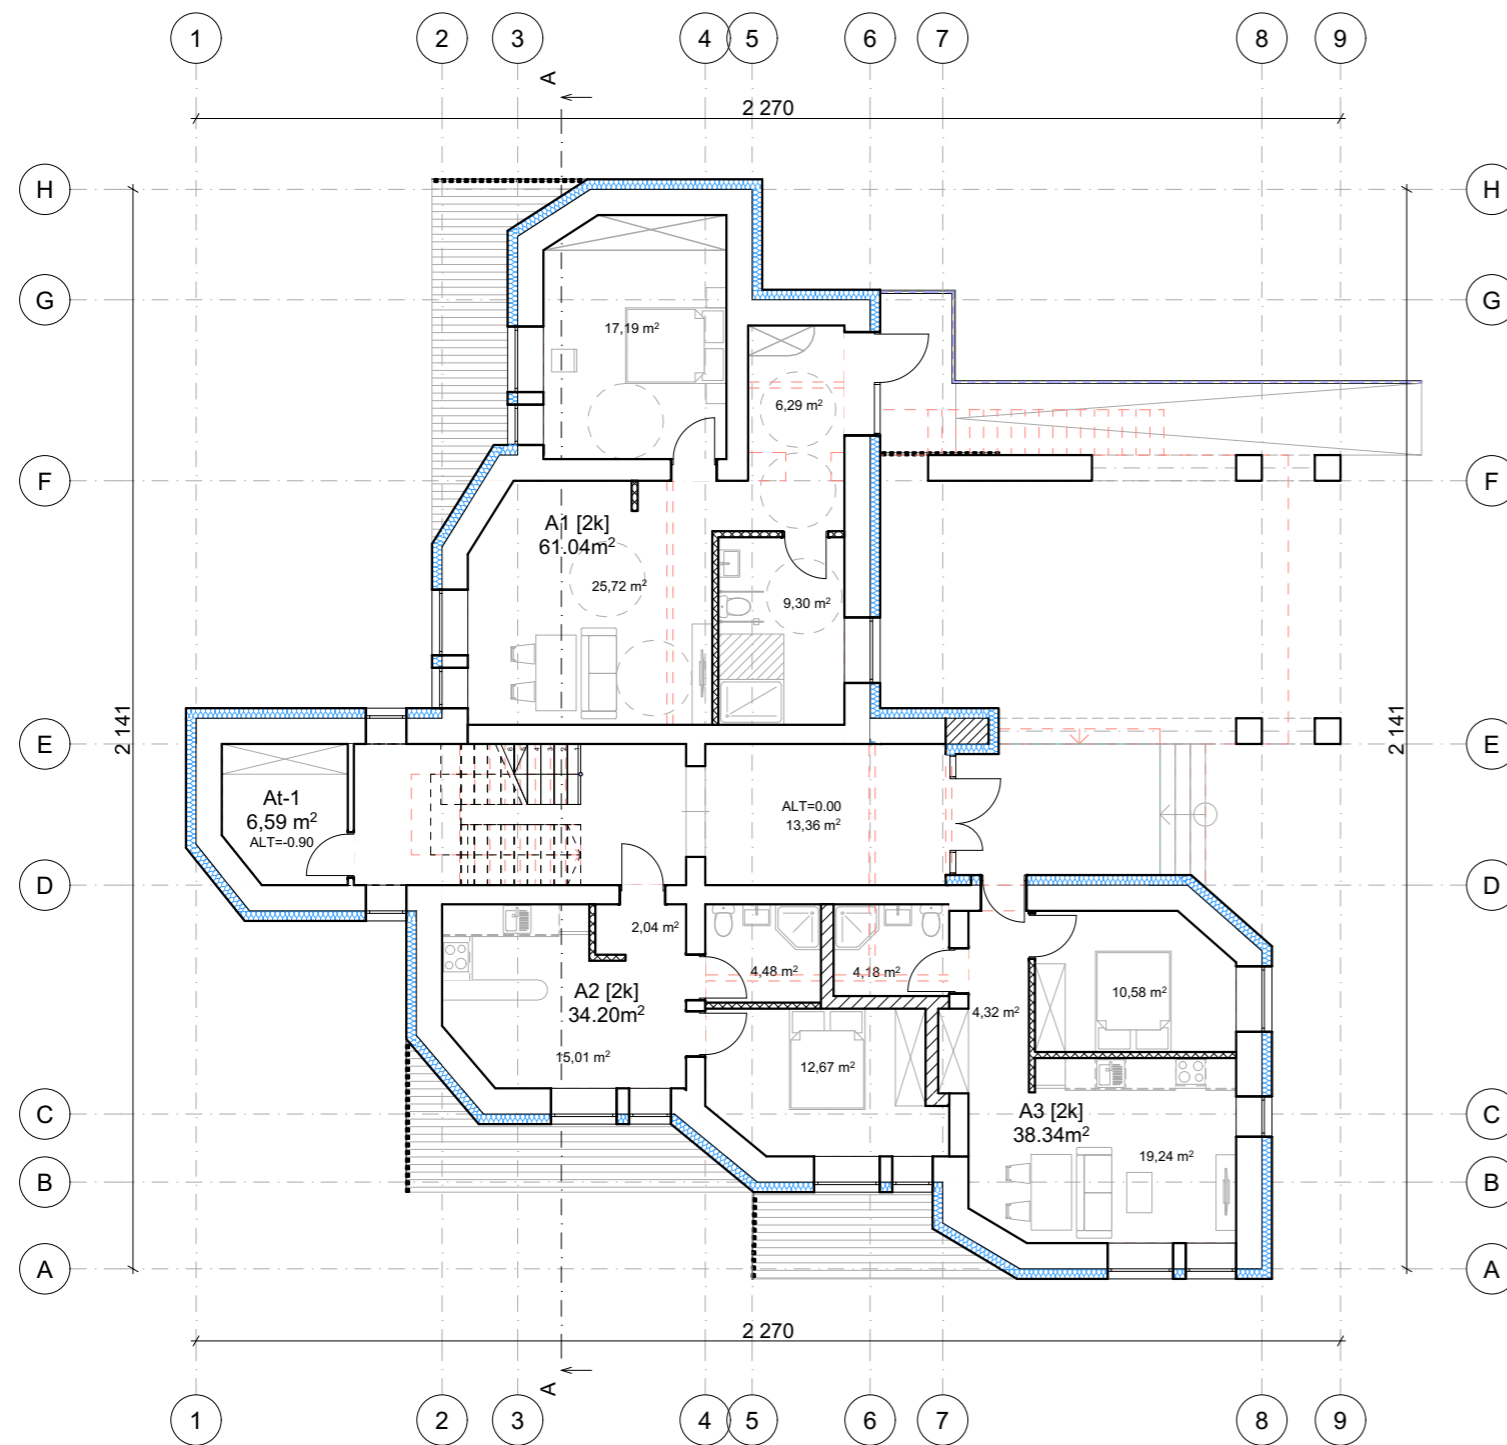 1 2 3 4 5 6 7 8 9
A
2 270
H H
G G
17,19 m²
6,29 m²
F F
A1 [2k]
61.04m²
25,72 m²
9,30 m²
2 141 2 141
E E
At-1
6,59 m²
ALT=-0.90
ALT=0.00
13,36 m²
D D
2,04 m²
4,48 m² 4,18 m²
A2 [2k]
34.20m²
10,58 m²
4,32 m²
15,01 m²
12,67 m²
C C
A3 [2k]
38.34m²
19,24 m²
B B
A A
2 270
A
1 2 3 4 5 6 7 8 9